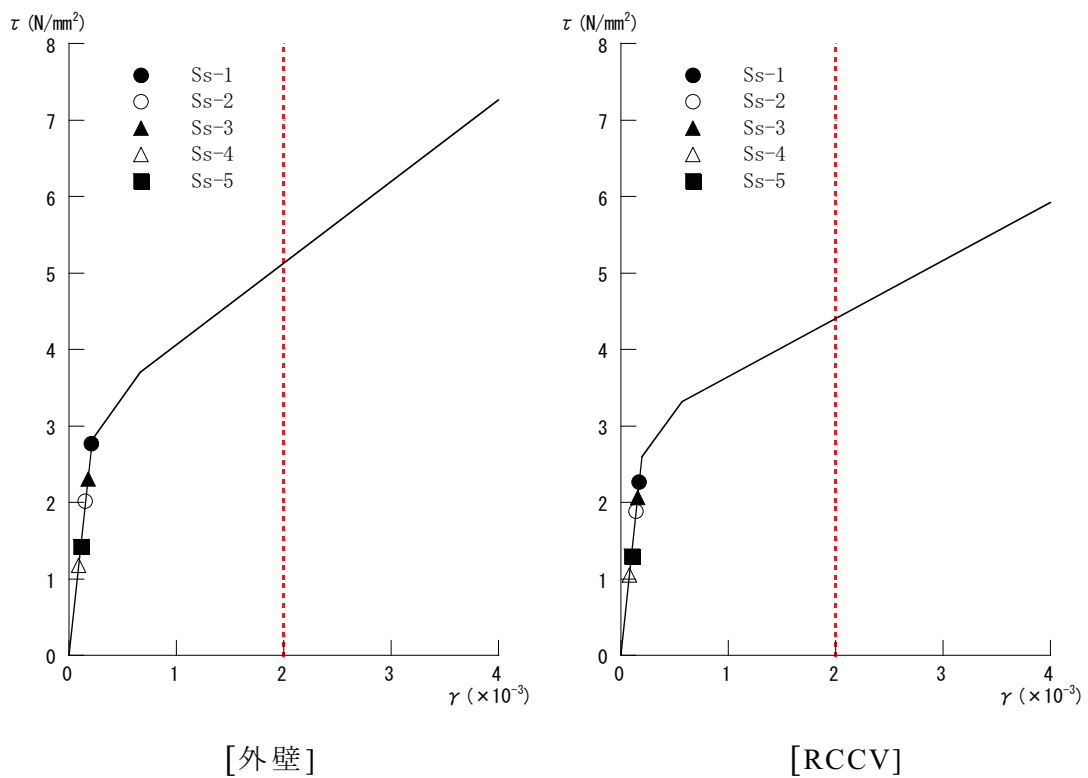 τ (N/mm²)
8
7
6
5
4
3
2
1
0
Ss-1
Ss-2
Ss-3
Ss-4
Ss-5
0 1 2 3 4
γ (×10⁻³)
[外壁]
τ (N/mm²)
8
7
6
5
4
3
2
1
0
Ss-1
Ss-2
Ss-3
Ss-4
Ss-5
0 1 2 3 4
γ (×10⁻³)
[RCCV]